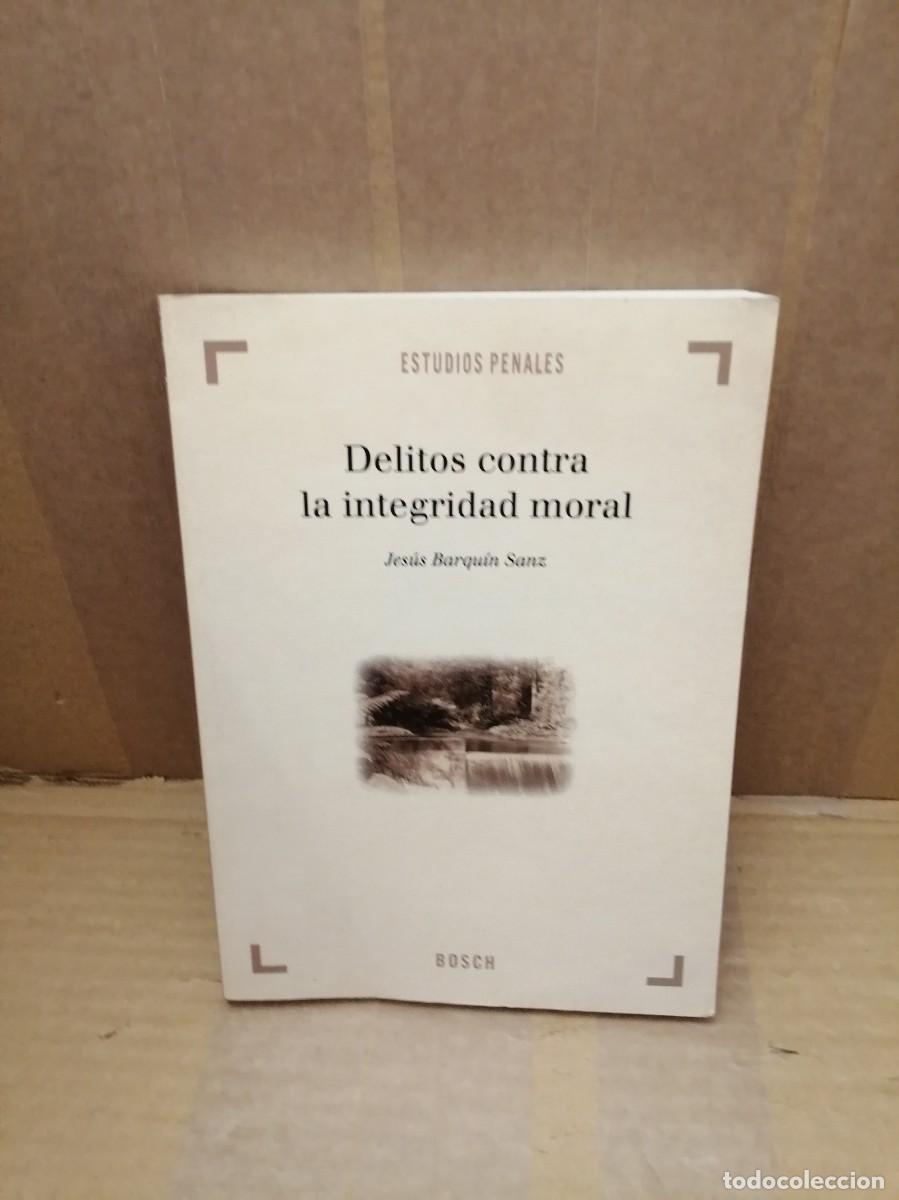 ESTUDIOS PENALES
Delitos contra
la integridad moral
Jesús Barquín Sanz
BOSCH
todocoleccion